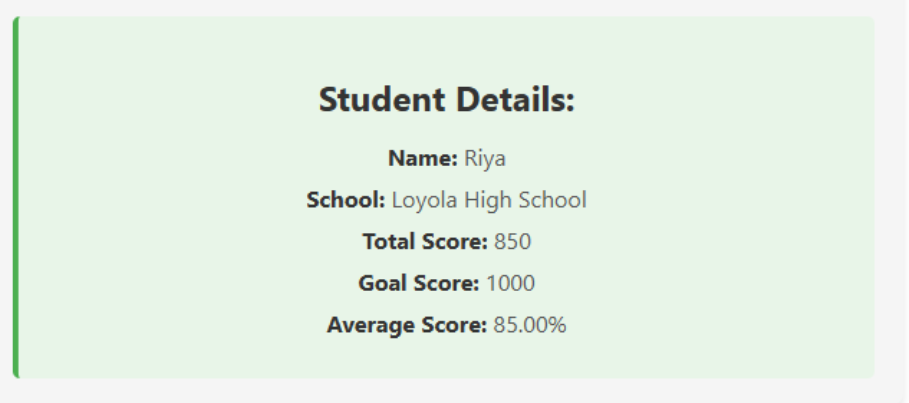 Student Details:
Name: Riya
School: Loyola High School
Total Score: 850
Goal Score: 1000
Average Score: 85.00%